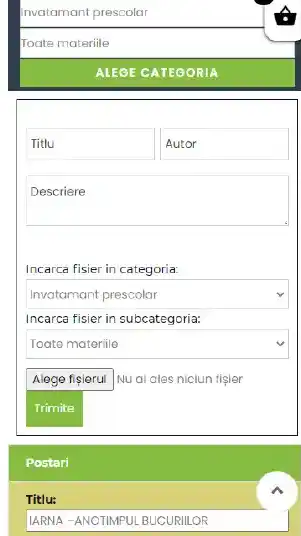 Invatamant prescolar
Toate materiile
ALEGE CATEGORIA
Titlu Autor
Descriere
Incarca fisier in categoria:
Invatamant prescolar
Incarca fisier in subcategoria:
Toate materiile
Alege fișierul Nu ai ales niciun fișier
Trimite
Postari
Titlu:
IARNA -ANOTIMPUL BUCURIILOR